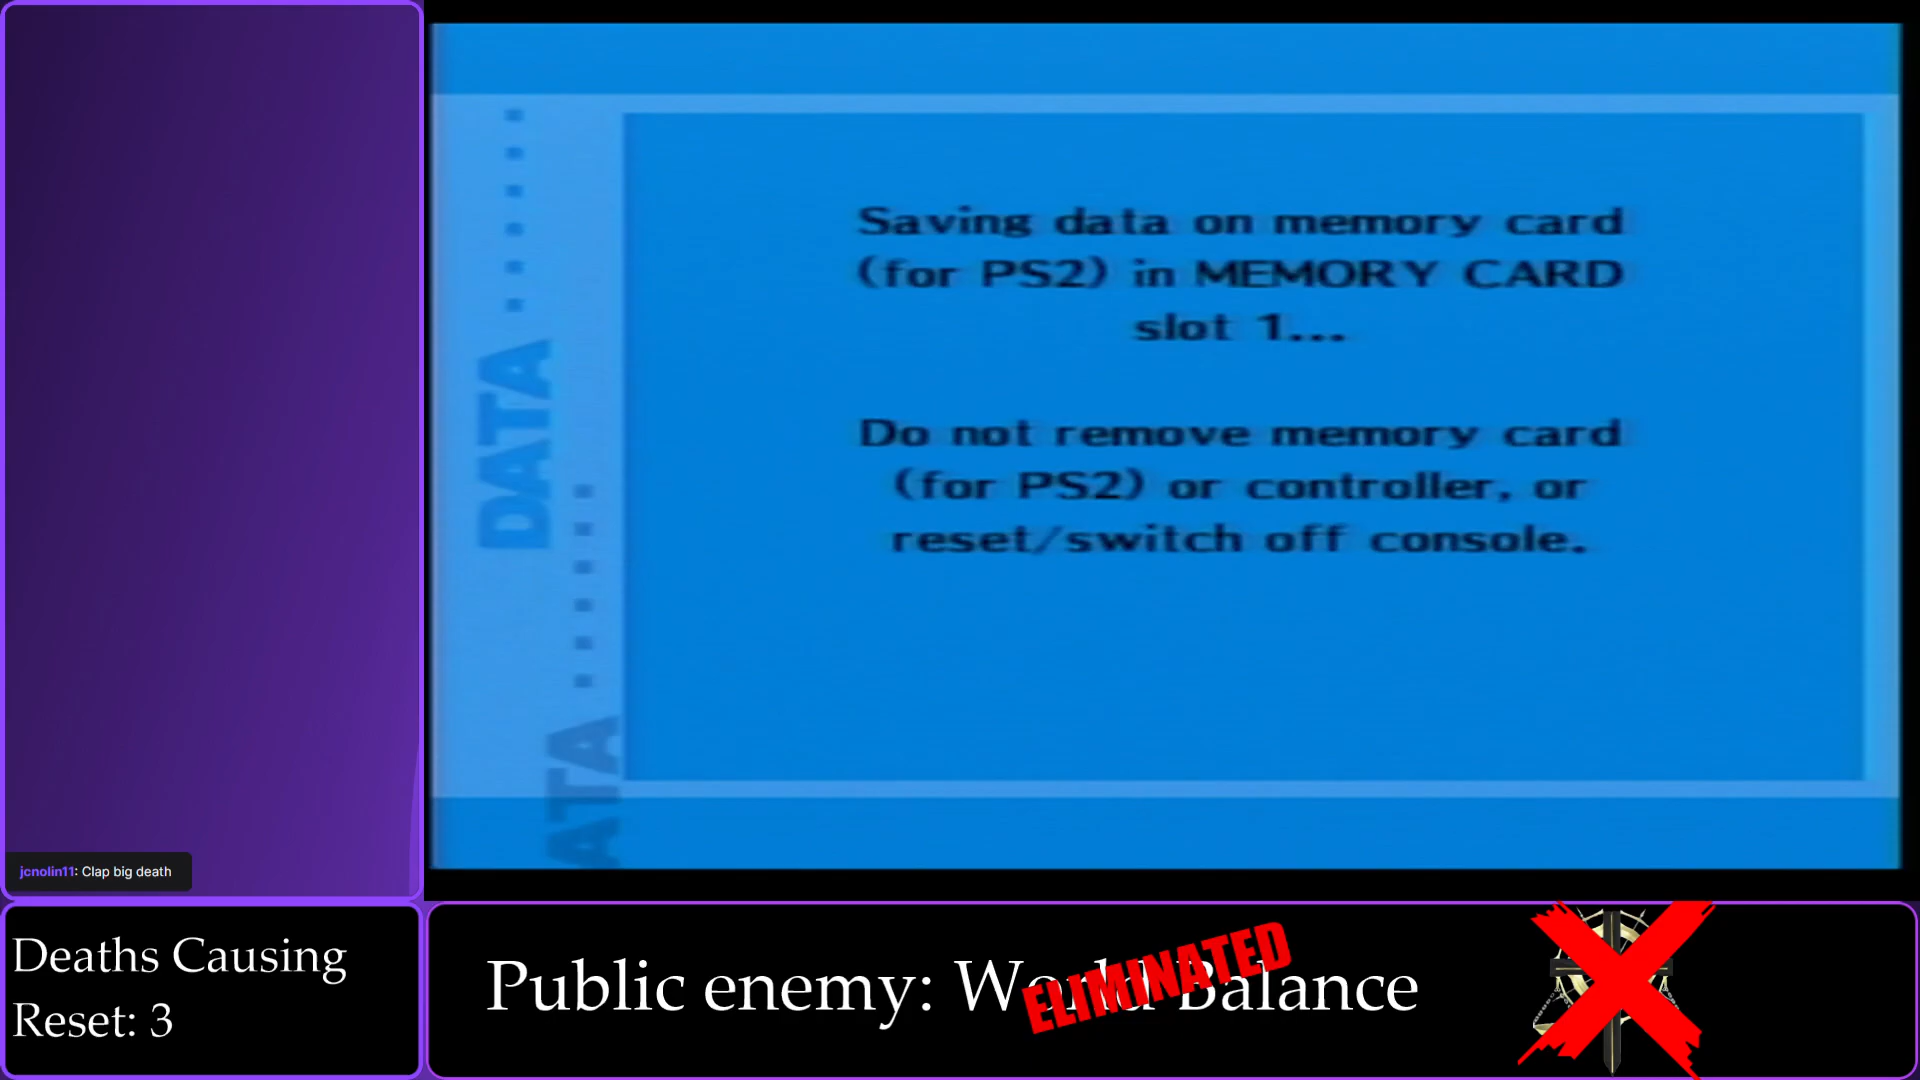 DATA
ATA
Saving data on memory card
(for PS2) in MEMORY CARD
slot 1...
Do not remove memory card
(for PS2) or controller, or
reset/switch off console.
jcnolin11: Clap big death
Deaths Causing
Reset: 3
Public enemy: World Balance
ELIMINATED